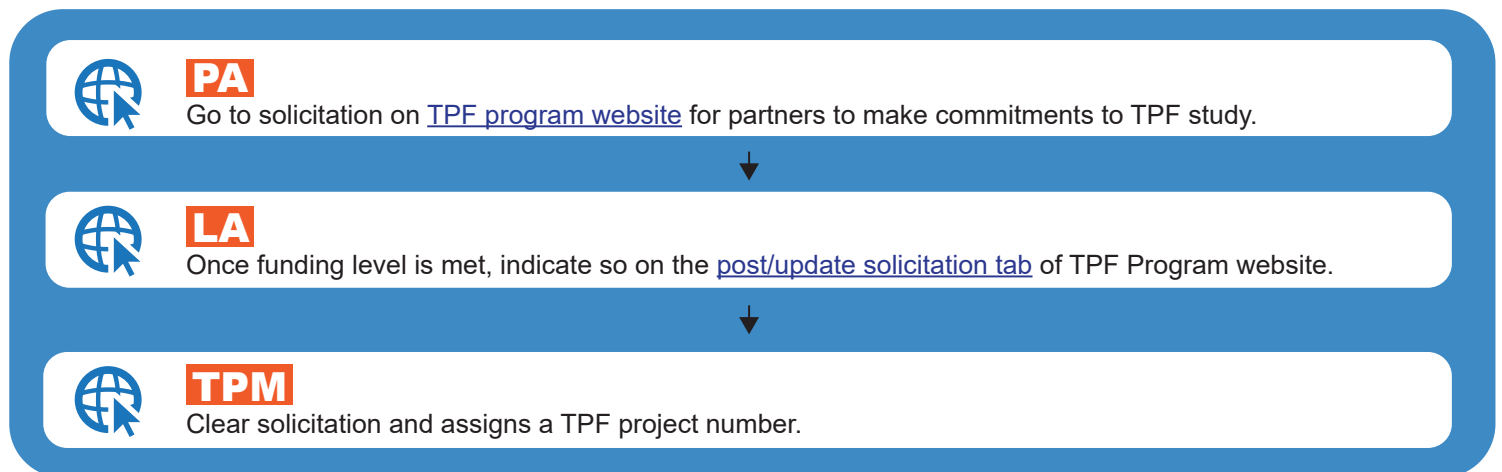 PA
Go to solicitation on TPF program website for partners to make commitments to TPF study.
LA
Once funding level is met, indicate so on the post/update solicitation tab of TPF Program website.
TPM
Clear solicitation and assigns a TPF project number.